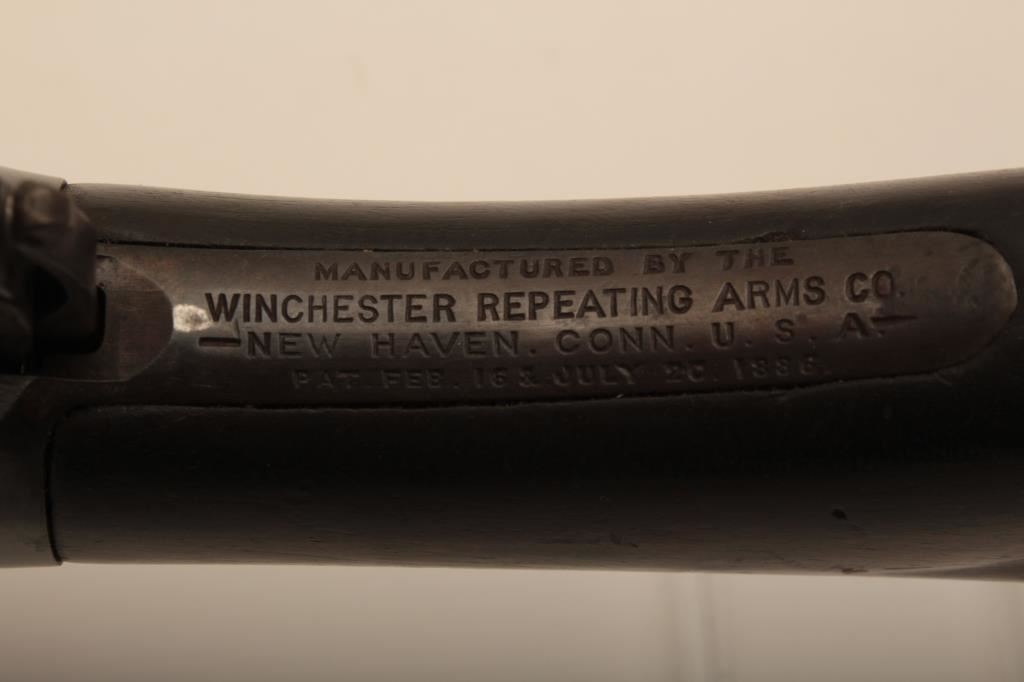 MANUFACTURED BY THE
WINCHESTER REPEATING ARMS CO.
—NEW HAVEN. CONN. U. S. A.—
PAT. FEB. 16 & JULY 20. 1886.